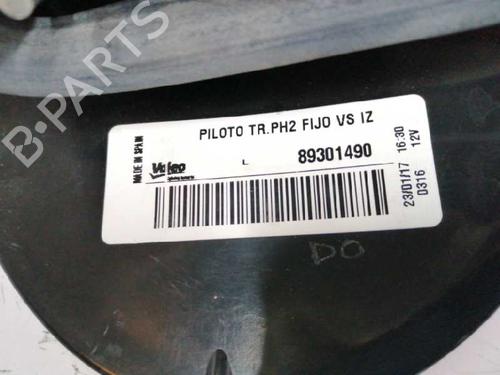 B-PARTS
PILOTO TR.PH2 FIJO VS IZ
MADE IN SPAIN
Valeo
L
89301490
23/01/17 16:30
0316 12V
DO